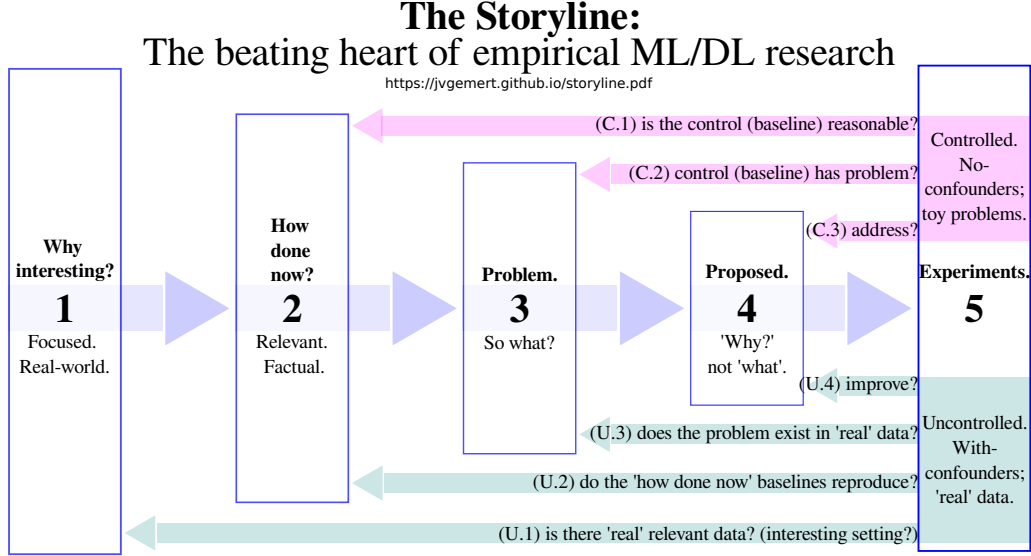 The Storyline:
The beating heart of empirical ML/DL research
https://jvgemert.github.io/storyline.pdf
Why
interesting?
1
Focused.
Real-world.
How
done
now?
2
Relevant.
Factual.
Problem.
3
So what?
Proposed.
4
'Why?'
not 'what'.
(C.1) is the control (baseline) reasonable?
(C.2) control (baseline) has problem?
(C.3) address?
Controlled.
No-
confounders;
toy problems.
Experiments.
5
(U.4) improve?
(U.3) does the problem exist in 'real' data?
(U.2) do the 'how done now' baselines reproduce?
(U.1) is there 'real' relevant data? (interesting setting?)
Uncontrolled.
With-
confounders;
'real' data.